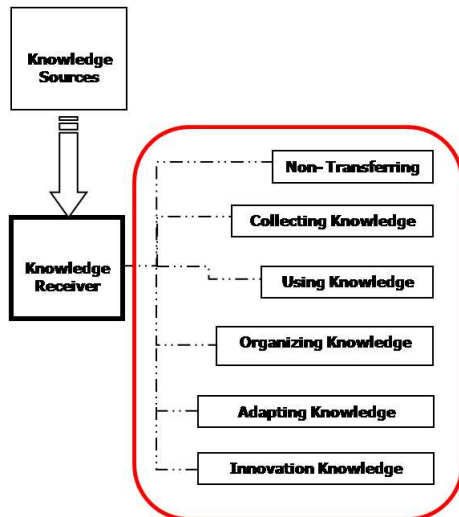 Knowledge
Sources
Non- Transferring
Collecting Knowledge
Knowledge
Receiver
Using Knowledge
Organizing Knowledge
Adapting Knowledge
Innovation Knowledge